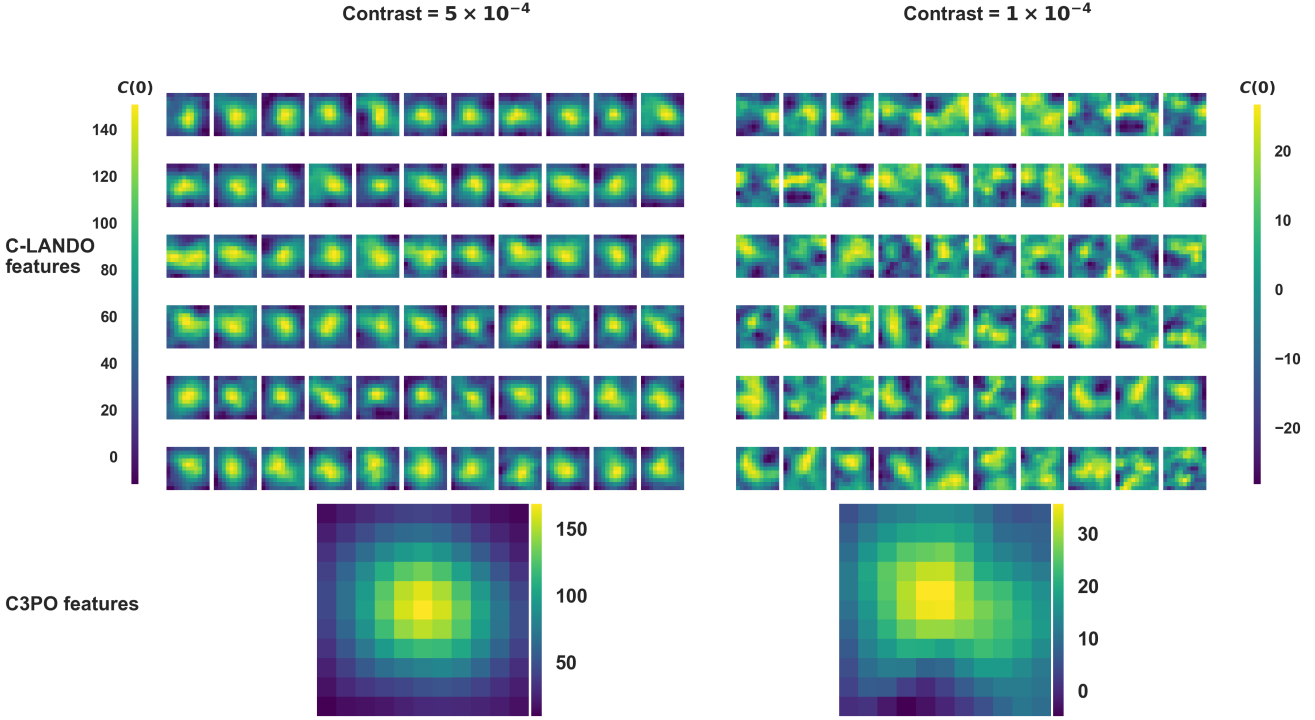 Contrast = 5 × 10⁻⁴
Contrast = 1 × 10⁻⁴
C(0)
140
120
100
80
60
40
20
0
C-LANDO
features
C(0)
20
10
0
−10
−20
C3PO features
150
100
50
30
20
10
0